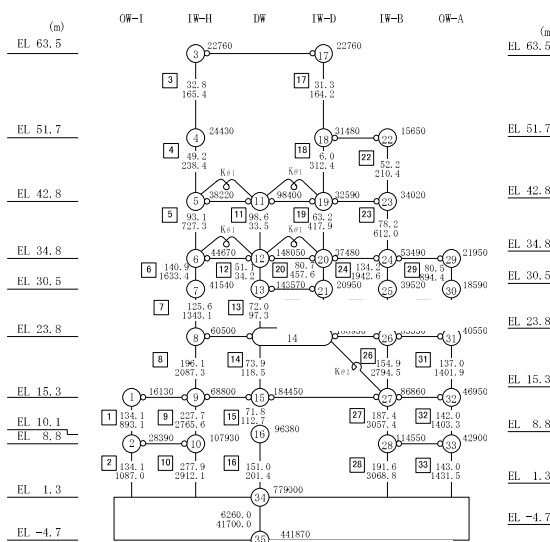 (m)
OW-I IW-H DW IW-D IW-B OW-A
(m)
EL 63.5 3 22760 17 22760 EL 63.5
3 32.8 17 31.3
165.4 164.2
EL 51.7 4 24430 18 31480 22 15650 EL 51.7
4 49.2 18 6.0 22 52.2
238.4 Kθ1 Kθ1 312.4 210.4
EL 42.8 5 38220 11 98400 19 32590 23 34020 EL 42.8
5 93.1 11 98.6 19 63.2 23 78.2
727.3 Kθ1 33.5 Kθ1 417.9 612.0
EL 34.8 6 44670 12 148050 20 37480 24 53490 29 21950 EL 34.8
6 140.9 12 51.1 20 80.7 24 134.2 29 80.5
1633.4 34.2 457.6 1942.6 894.4
EL 30.5 7 41540 13 143570 21 20950 25 39520 30 18590 EL 30.5
7 125.6 13 72.0
1343.1 97.3
EL 23.8 8 60500 14 26 31 40550 EL 23.8
8 196.1 14 73.9 26 154.9 31 137.0
2087.3 118.5 Kθ1 2794.5 1401.9
EL 15.3 1 16130 9 68800 15 184450 27 86860 32 46950 EL 15.3
1 134.1 9 227.7 15 71.8 27 187.4 32 142.0
893.1 2765.6 112.7 3057.4 1403.3
EL 10.1
EL 8.8 2 28390 10 107930 16 96380 28 114550 33 42900 EL 8.8
2 134.1 10 277.9 16 151.0 28 191.6 33 143.0
1087.0 2912.1 201.4 3068.8 1431.5
EL 1.3 34 779000 EL 1.3
6260.0
41700.0
EL -4.7 35 441870 EL -4.7